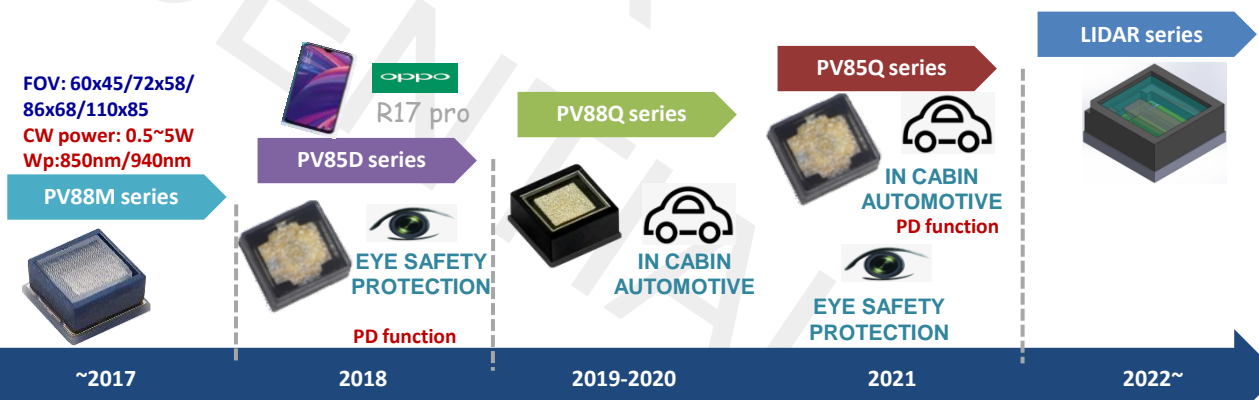 FOV: 60x45/72x58/
86x68/110x85
CW power: 0.5~5W
Wp:850nm/940nm
PV88M series
~2017
oppo
R17 pro
PV85D series
EYE SAFETY
PROTECTION
PD function
2018
PV88Q series
IN CABIN
AUTOMOTIVE
2019-2020
PV85Q series
IN CABIN
AUTOMOTIVE
PD function
EYE SAFETY
PROTECTION
2021
LIDAR series
2022~